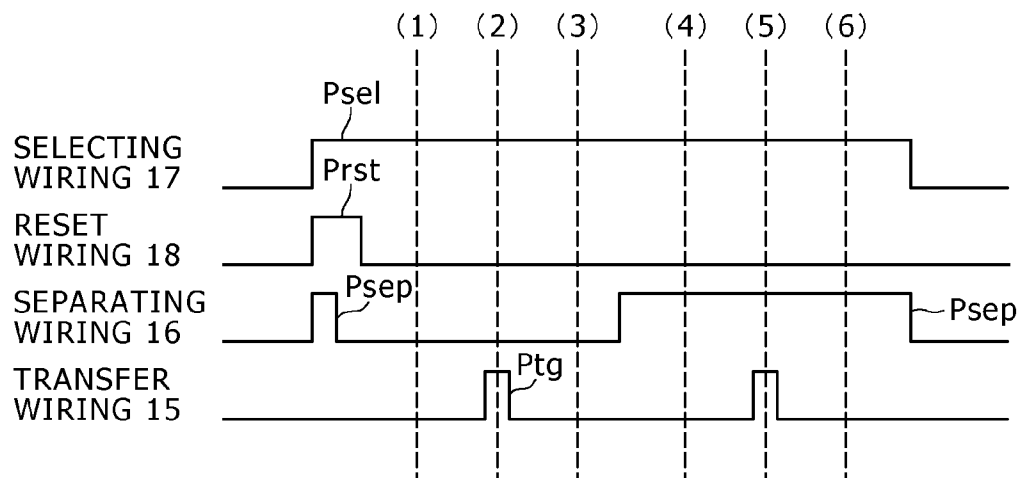 (1) (2) (3) (4) (5) (6)
Psel
SELECTING
WIRING 17
Prst
RESET
WIRING 18
Psep
SEPARATING
WIRING 16
Psep
Ptg
TRANSFER
WIRING 15